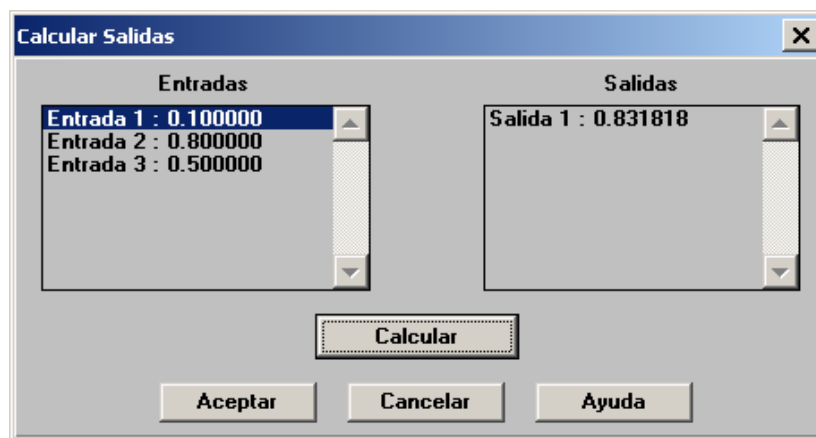 Calcular Salidas
Entradas
Entrada 1 : 0.100000
Entrada 2 : 0.800000
Entrada 3 : 0.500000
Salidas
Salida 1 : 0.831818
Calcular
Aceptar
Cancelar
Ayuda